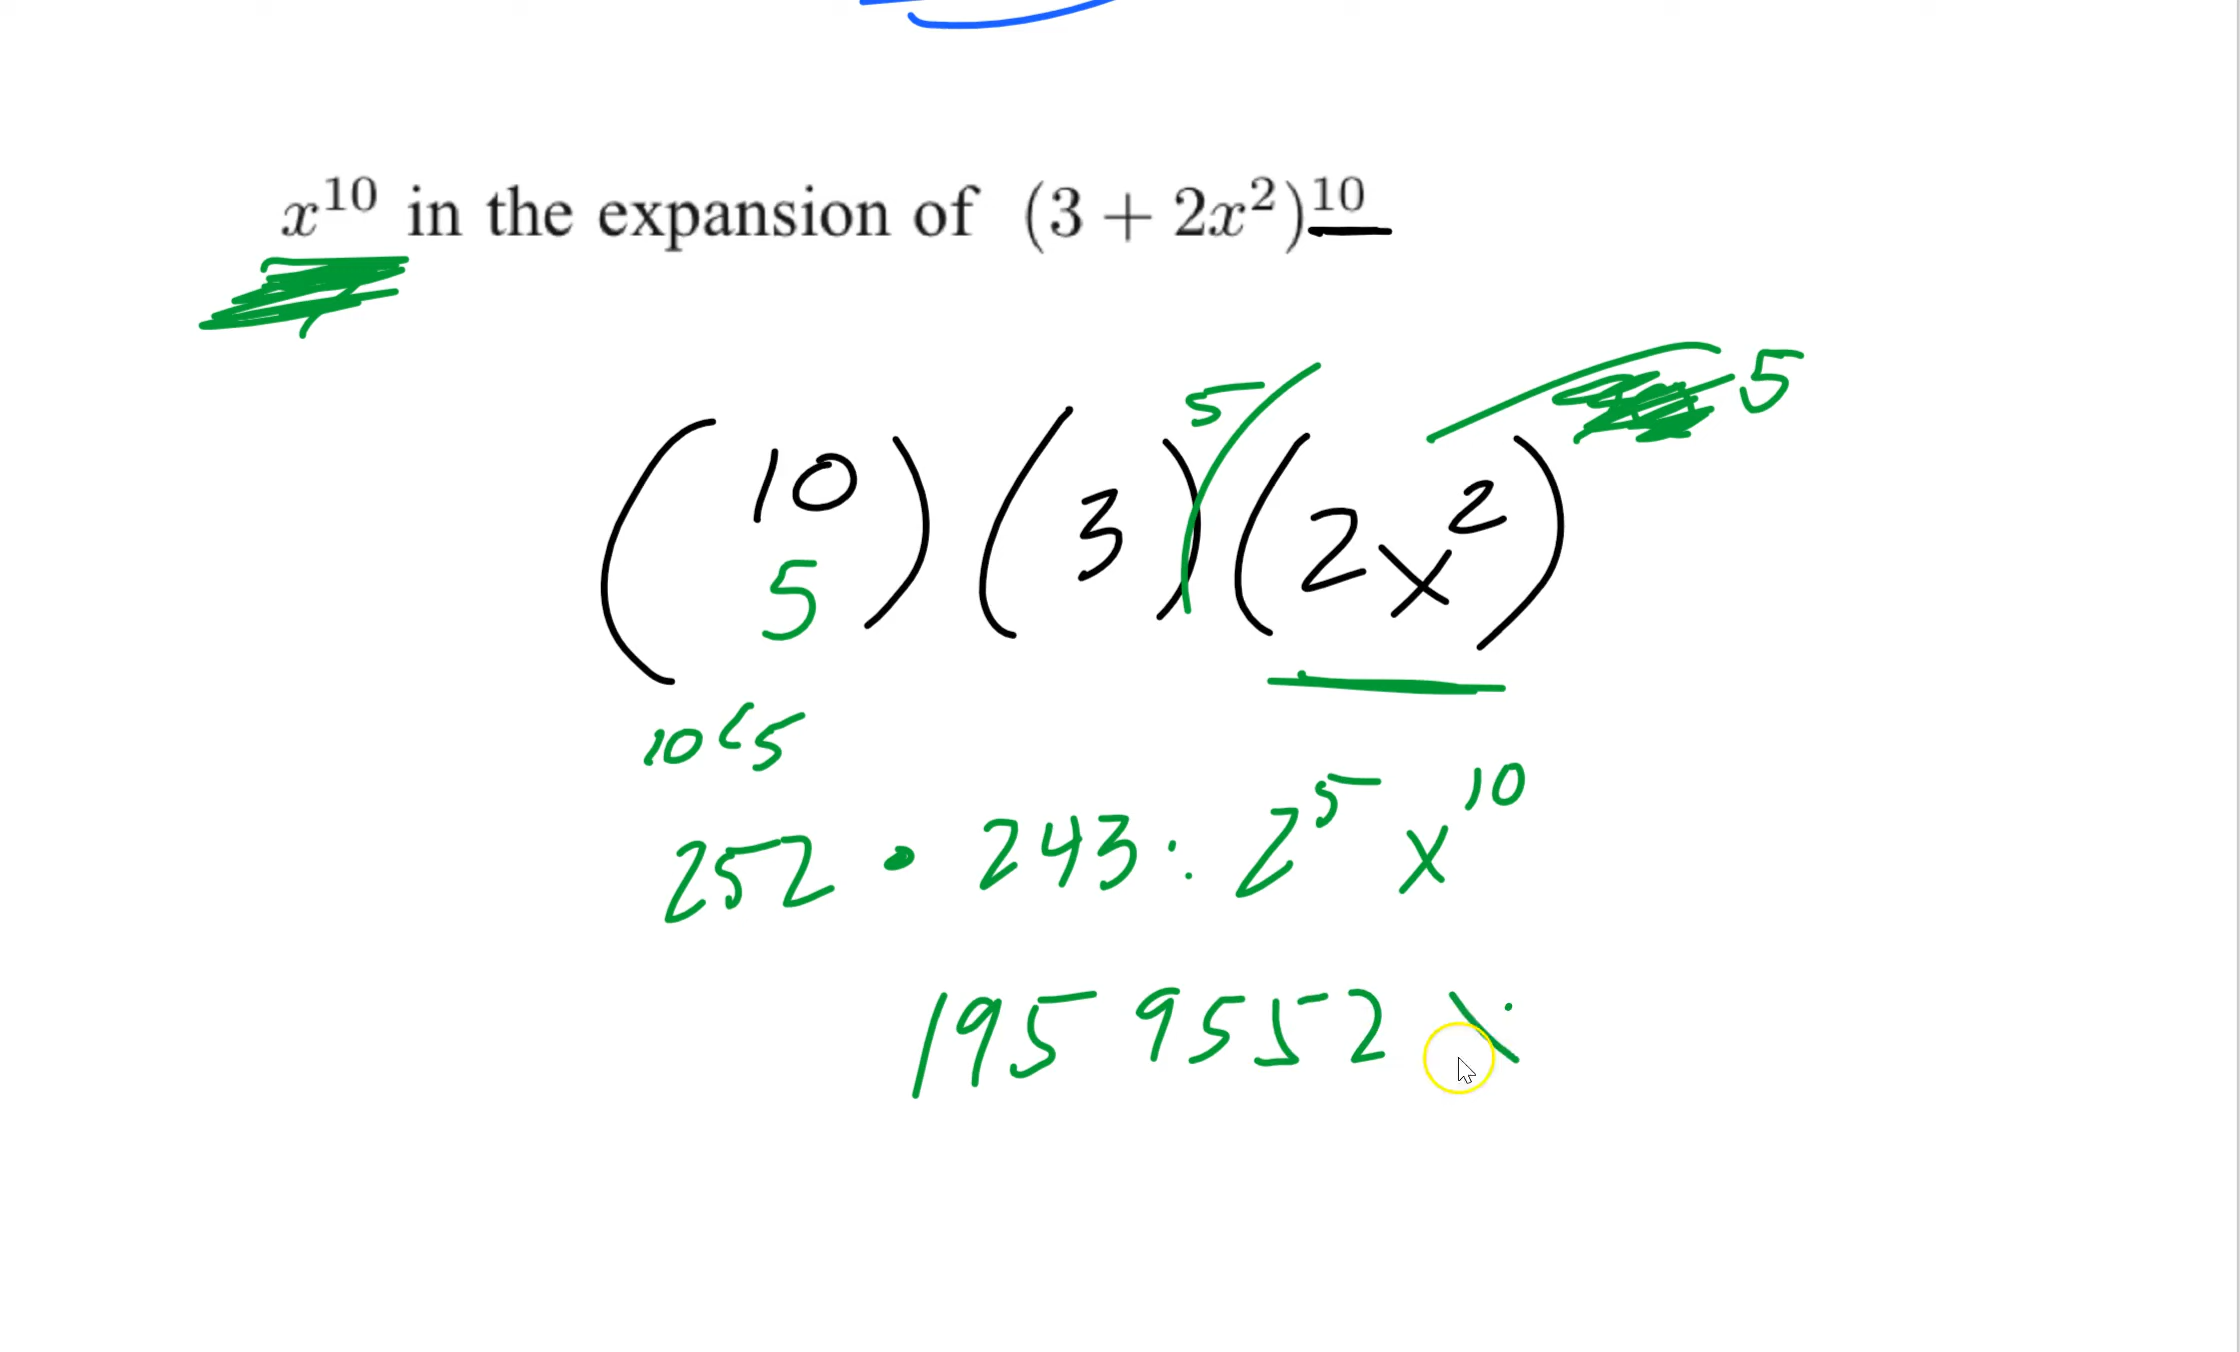 x^10 in the expansion of (3 + 2x^2)^10
(10 5) (3)^5 (2x^2)^5
10C5
252 · 243 : 2^5 x^10
1959552 x